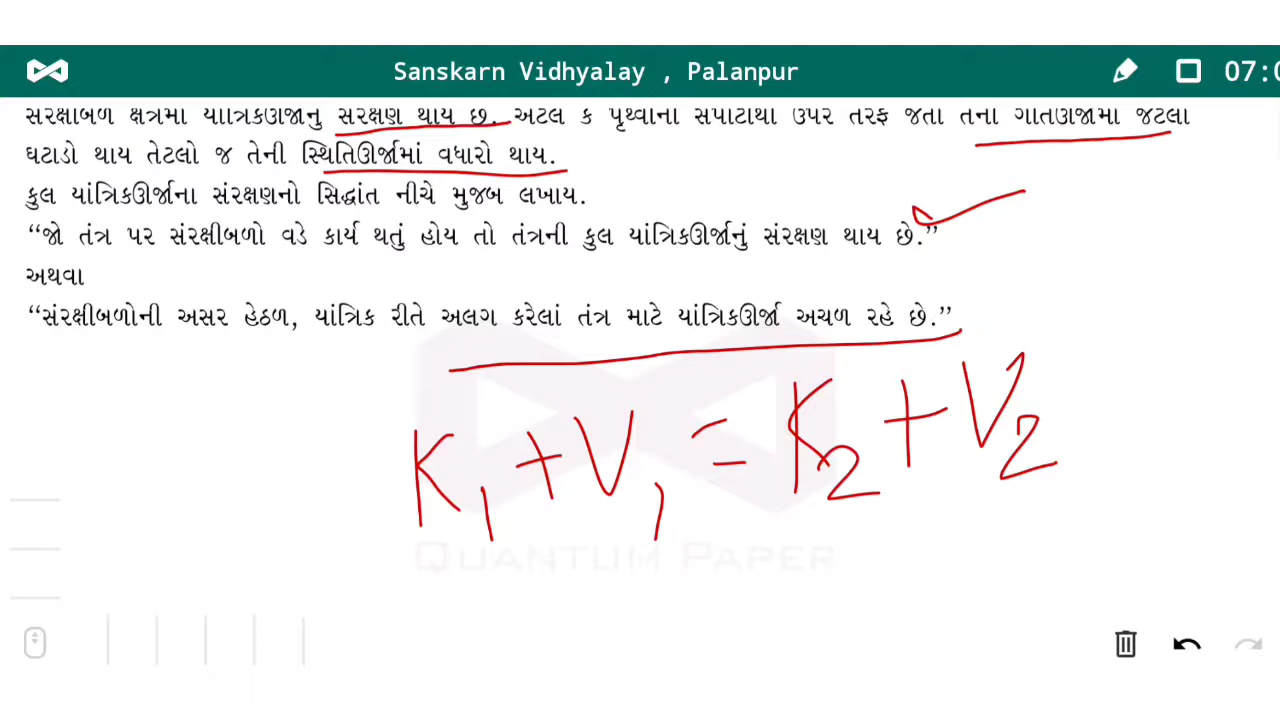 Sanskarn Vidhyalay , Palanpur
07:0
સંરક્ષીબળ ક્ષેત્રમાં યાંત્રિકઊર્જાનું સંરક્ષણ થાય છે. એટલે કે પૃથ્વીના સપાટીથી ઉપર તરફ જતાં તેના ગતિઊર્જામાં જેટલો
ઘટાડો થાય તેટલો જ તેની સ્થિતિઊર્જામાં વધારો થાય.
કુલ યાંત્રિકઊર્જાના સંરક્ષણનો સિદ્ધાંત નીચે મુજબ લખાય.
“જો તંત્ર પર સંરક્ષીબળો વડે કાર્ય થતું હોય તો તંત્રની કુલ યાંત્રિકઊર્જાનું સંરક્ષણ થાય છે.”
અથવા
“સંરક્ષીબળોની અસર હેઠળ, યાંત્રિક રીતે અલગ કરેલાં તંત્ર માટે યાંત્રિકઊર્જા અચળ રહે છે.”
K₁ + V₁ = K₂ + V₂
QUANTUM PAPER